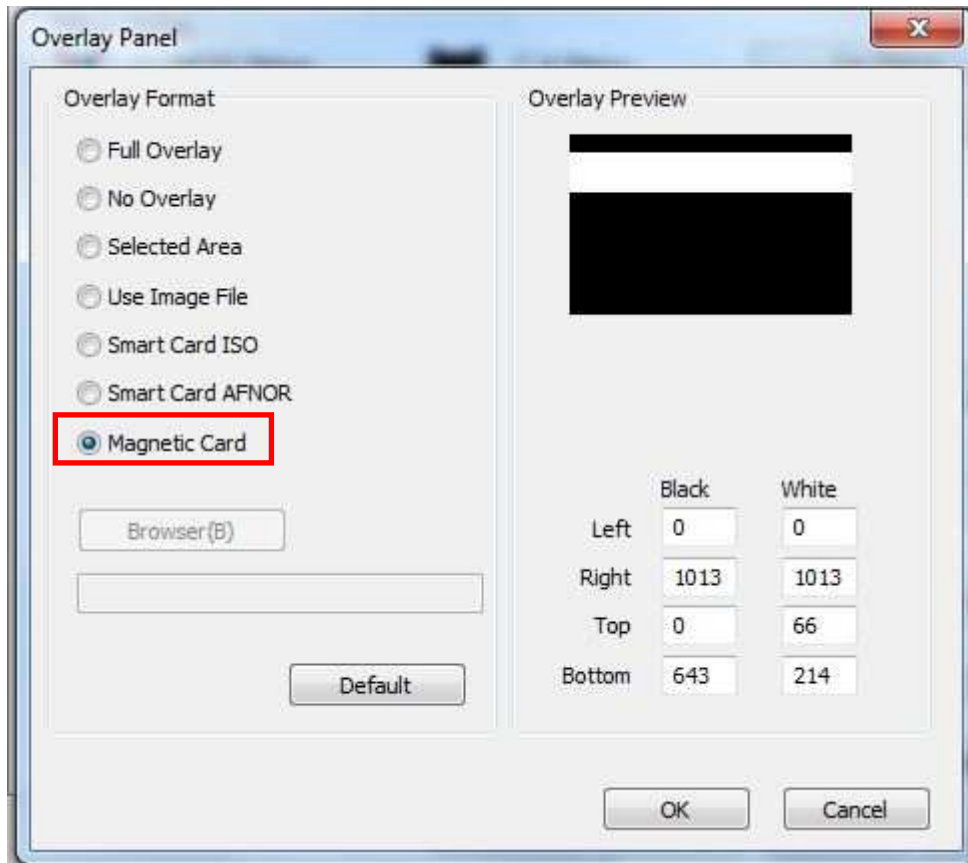 Overlay Panel
Overlay Format
Full Overlay
No Overlay
Selected Area
Use Image File
Smart Card ISO
Smart Card AFNOR
Magnetic Card
Browser(B)
Default
Overlay Preview
Black White
Left 0 0
Right 1013 1013
Top 0 66
Bottom 643 214
OK Cancel